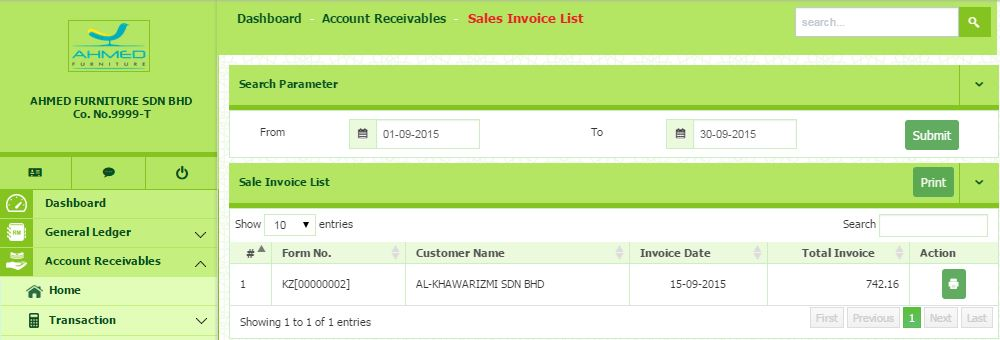 AHMED
FURNITURE
AHMED FURNITURE SDN BHD
Co. No.9999-T
Dashboard
General Ledger
Account Receivables
Home
Transaction
Dashboard - Account Receivables - Sales Invoice List
search...
Search Parameter
From 01-09-2015 To 30-09-2015 Submit
Sale Invoice List Print
Show 10 entries Search
# Form No. Customer Name Invoice Date Total Invoice Action
1 KZ[00000002] AL-KHAWARIZMI SDN BHD 15-09-2015 742.16
Showing 1 to 1 of 1 entries First Previous 1 Next Last